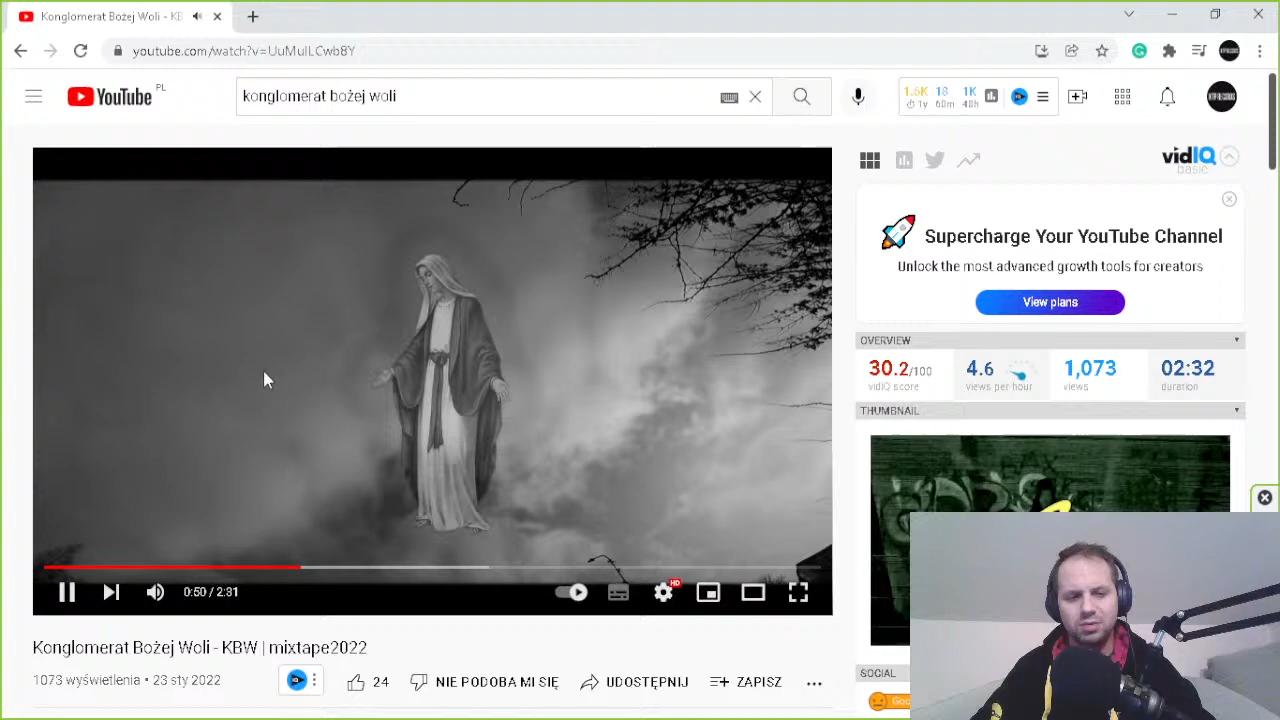 Konglomerat Bożej Woli - KB
youtube.com/watch?v=UuMuILCwb8Y
YouTube PL
konglomerat bożej woli
1.6K 18 1K
1y 60m 48h
vidIQ
basic
Supercharge Your YouTube Channel
Unlock the most advanced growth tools for creators
View plans
OVERVIEW
30.2/100 4.6 1,073 02:32
vidIQ score views per hour views duration
THUMBNAIL
HD
0:50 / 2:31
Konglomerat Bożej Woli - KBW | mixtape2022
1073 wyświetlenia • 23 sty 2022
24 NIE PODOBA MI SIĘ UDOSTĘPNIJ ZAPISZ
SOCIAL